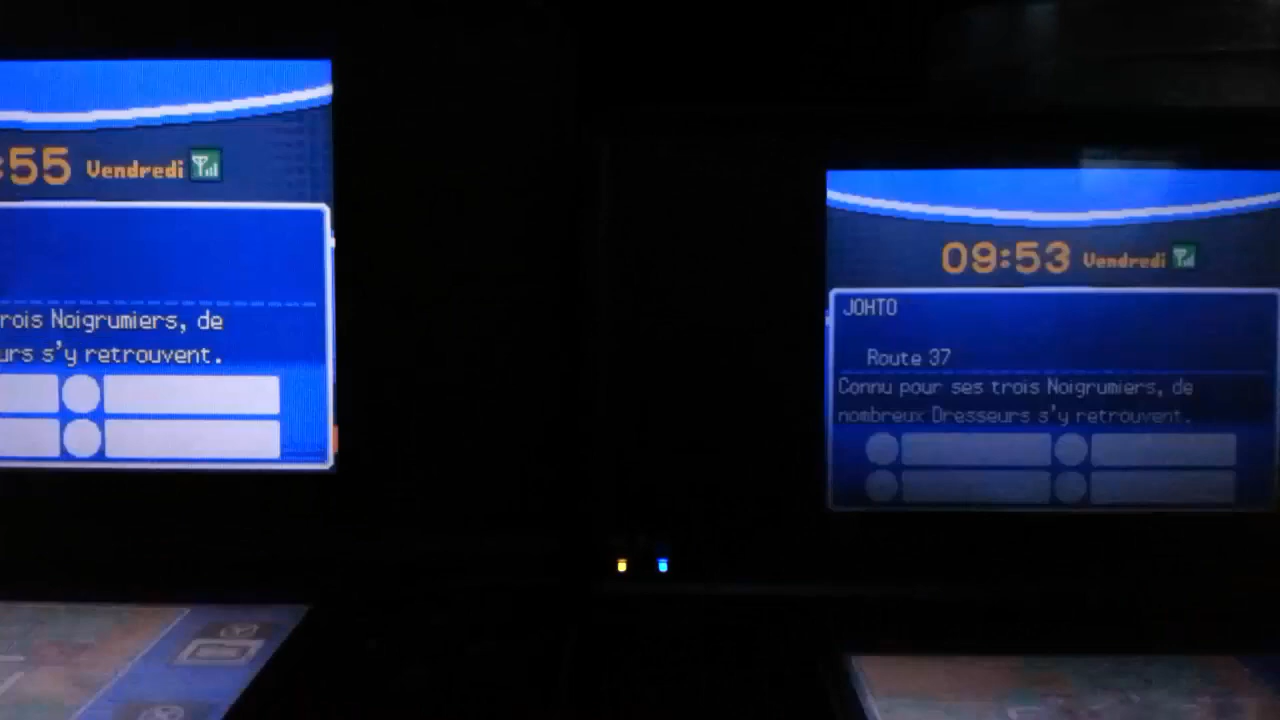 :55 Vendredi
rois Noigrumiers, de
urs s'y retrouvent.
09:53 Vendredi
JOHTO
Route 37
Connu pour ses trois Noigrumiers, de
nombreux Dresseurs s'y retrouvent.